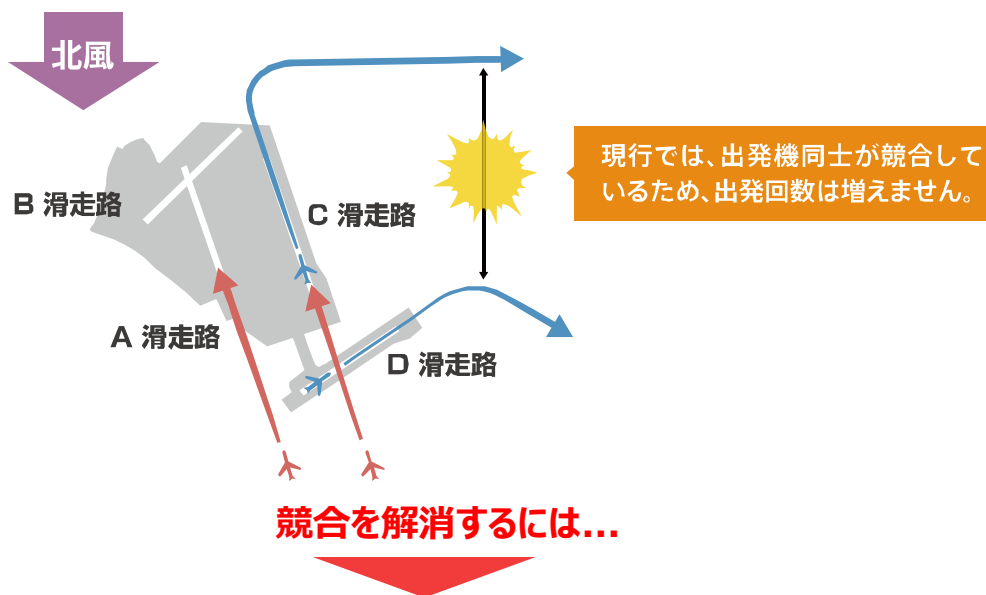 北風
現行では、出発機同士が競合して
いるため、出発回数は増えません。
B 滑走路
C 滑走路
A 滑走路
D 滑走路
競合を解消するには…